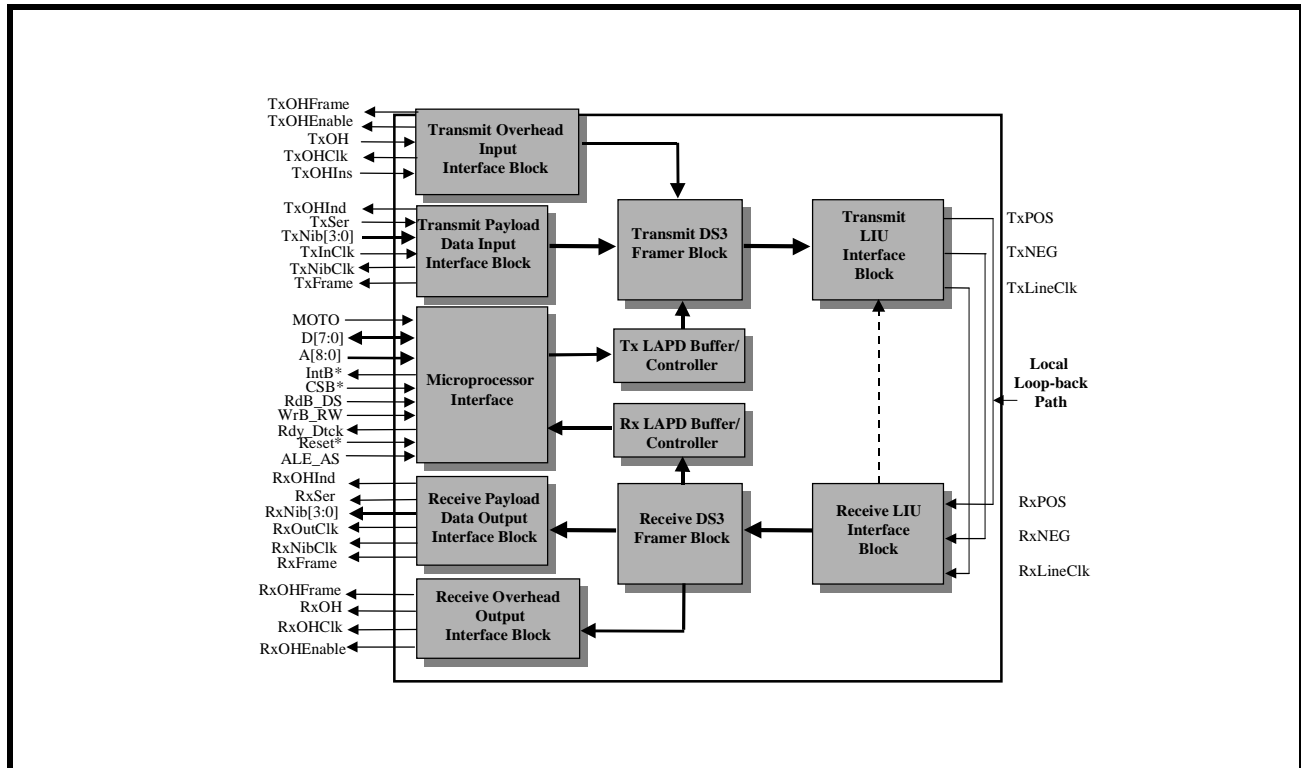 TxOHFrame
TxOHEnable
TxOH
TxOHClk
TxOHIns
Transmit Overhead
Input
Interface Block
TxOHInd
TxSer
TxNib[3:0]
TxInClk
TxNibClk
TxFrame
Transmit Payload
Data Input
Interface Block
Transmit DS3
Framer Block
Transmit
LIU
Interface
Block
TxPOS
TxNEG
TxLineClk
MOTO
D[7:0]
A[8:0]
IntB*
CSB*
RdB_DS
WrB_RW
Rdy_Dtck
Reset*
ALE_AS
Microprocessor
Interface
Tx LAPD Buffer/
Controller
Rx LAPD Buffer/
Controller
Local
Loop-back
Path
RxOHInd
RxSer
RxNib[3:0]
RxOutClk
RxNibClk
RxFrame
Receive Payload
Data Output
Interface Block
Receive DS3
Framer Block
Receive LIU
Interface
Block
RxPOS
RxNEG
RxLineClk
RxOHFrame
RxOH
RxOHClk
RxOHEnable
Receive Overhead
Output
Interface Block